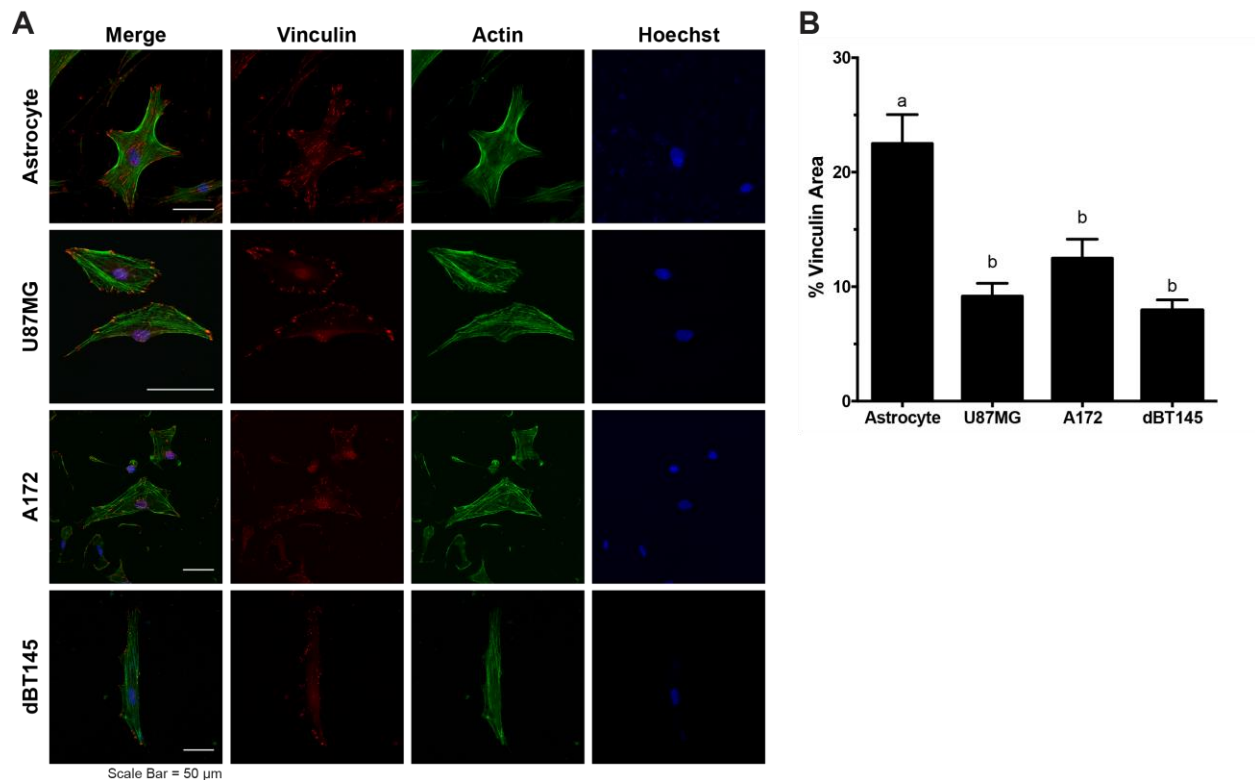 A
Merge Vinculin Actin Hoechst
Astrocyte
U87MG
A172
dBT145
Scale Bar = 50 µm
B
% Vinculin Area
30
20
10
0
a
b
b
b
Astrocyte U87MG A172 dBT145